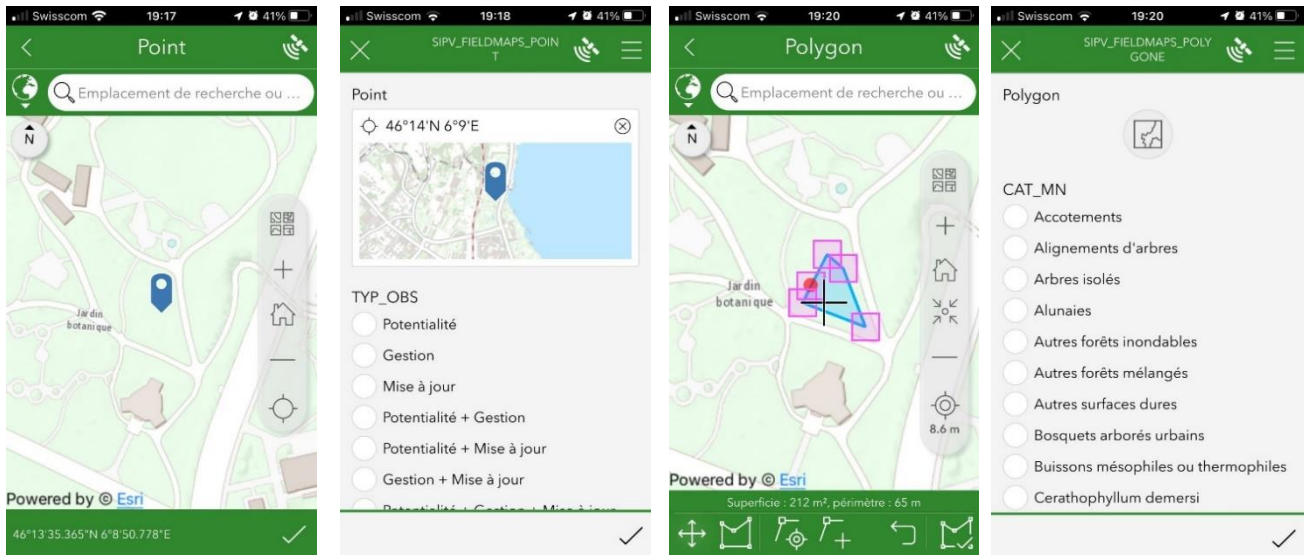 Swisscom 19:17 41%
Point
Emplacement de recherche ou ...
N
Jardin
botanique
Powered by © Esri
46°13'35.365"N 6°8'50.778"E
Swisscom 19:18 41%
SIPV_FIELDMAPS_POIN
T
Point
46°14'N 6°9'E
TYP_OBS
Potentialité
Gestion
Mise à jour
Potentialité + Gestion
Potentialité + Mise à jour
Gestion + Mise à jour
Potentialité + Gestion + Mise à jour
Swisscom 19:20 41%
Polygon
Emplacement de recherche ou ...
N
Jardin
botanique
8.6 m
Powered by © Esri
Superficie : 212 m², périmètre : 65 m
Swisscom 19:20 41%
SIPV_FIELDMAPS_POLY
GONE
Polygon
CAT_MN
Accotements
Alignements d'arbres
Arbres isolés
Alunaies
Autres forêts inondables
Autres forêts mélangés
Autres surfaces dures
Bosquets arborés urbains
Buissons mésophiles ou thermophiles
Cerathophyllum demersi